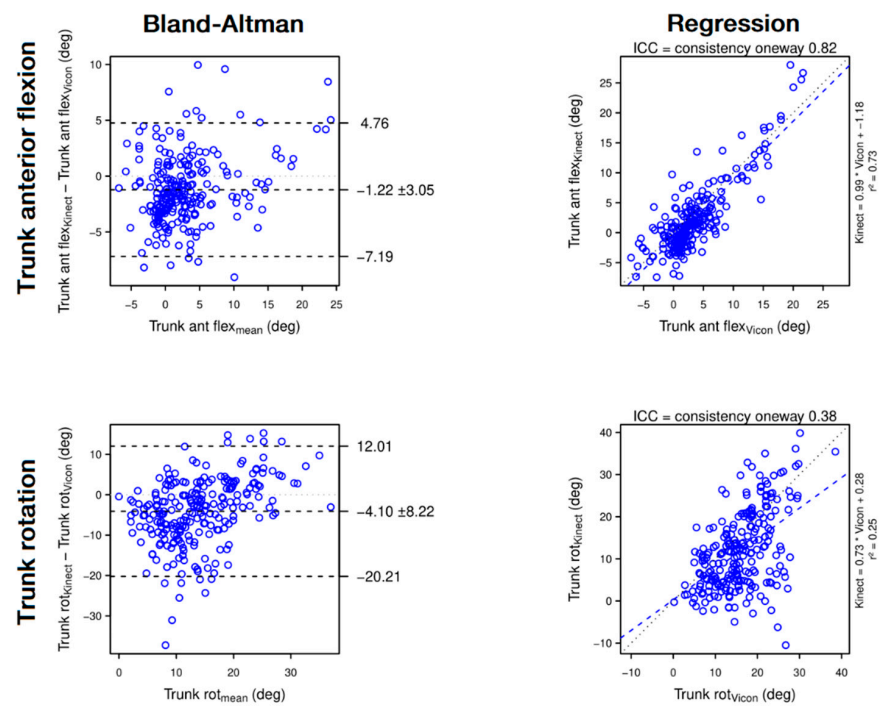 Bland-Altman
Regression
Trunk anterior flexion
Trunk ant flexKinect − Trunk ant flexVicon (deg)
10
5
0
−5
4.76
−1.22 ±3.05
−7.19
−5 0 5 10 15 20 25
Trunk ant flexmean (deg)
ICC = consistency oneway 0.82
Trunk ant flexKinect (deg)
25
20
15
10
5
0
−5
−5 0 5 10 15 20 25
Trunk ant flexVicon (deg)
Kinect = 0.99 * Vicon + −1.18
r² = 0.73
Trunk rotation
Trunk rotKinect − Trunk rotVicon (deg)
10
0
−10
−20
−30
12.01
−4.10 ±8.22
−20.21
0 10 20 30
Trunk rotmean (deg)
ICC = consistency oneway 0.38
Trunk rotKinect (deg)
40
30
20
10
0
−10
−10 0 10 20 30 40
Trunk rotVicon (deg)
Kinect = 0.73 * Vicon + 0.28
r² = 0.25